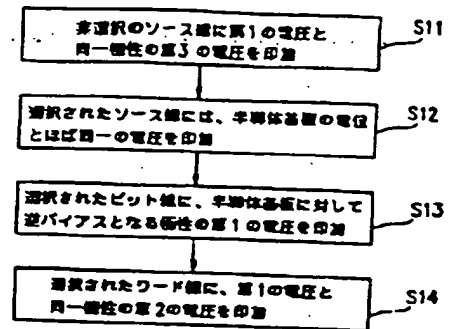 非選択のソース線に第1の電圧と
同一極性の第3の電圧を印加
S11
選択されたソース線には、半導体基板の電位
とほぼ同一の電圧を印加
S12
選択されたビット線に、半導体基板に対して
逆バイアスとなる極性の第1の電圧を印加
S13
選択されたワード線に、第1の電圧と
同一極性の第2の電圧を印加
S14